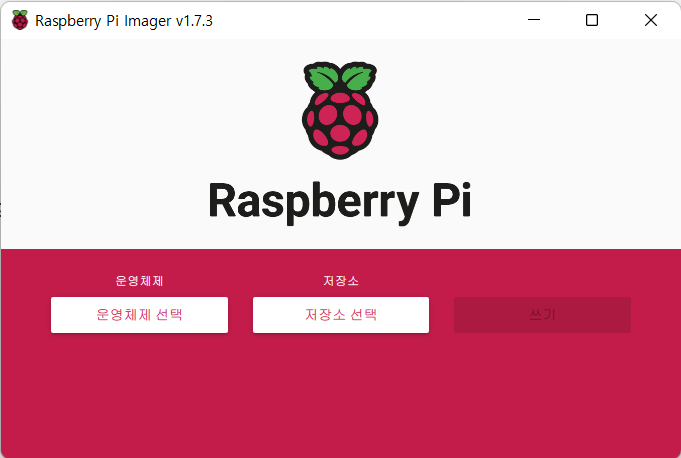 Raspberry Pi Imager v1.7.3
Raspberry Pi
운영체제 저장소
운영체제 선택 저장소 선택 쓰기